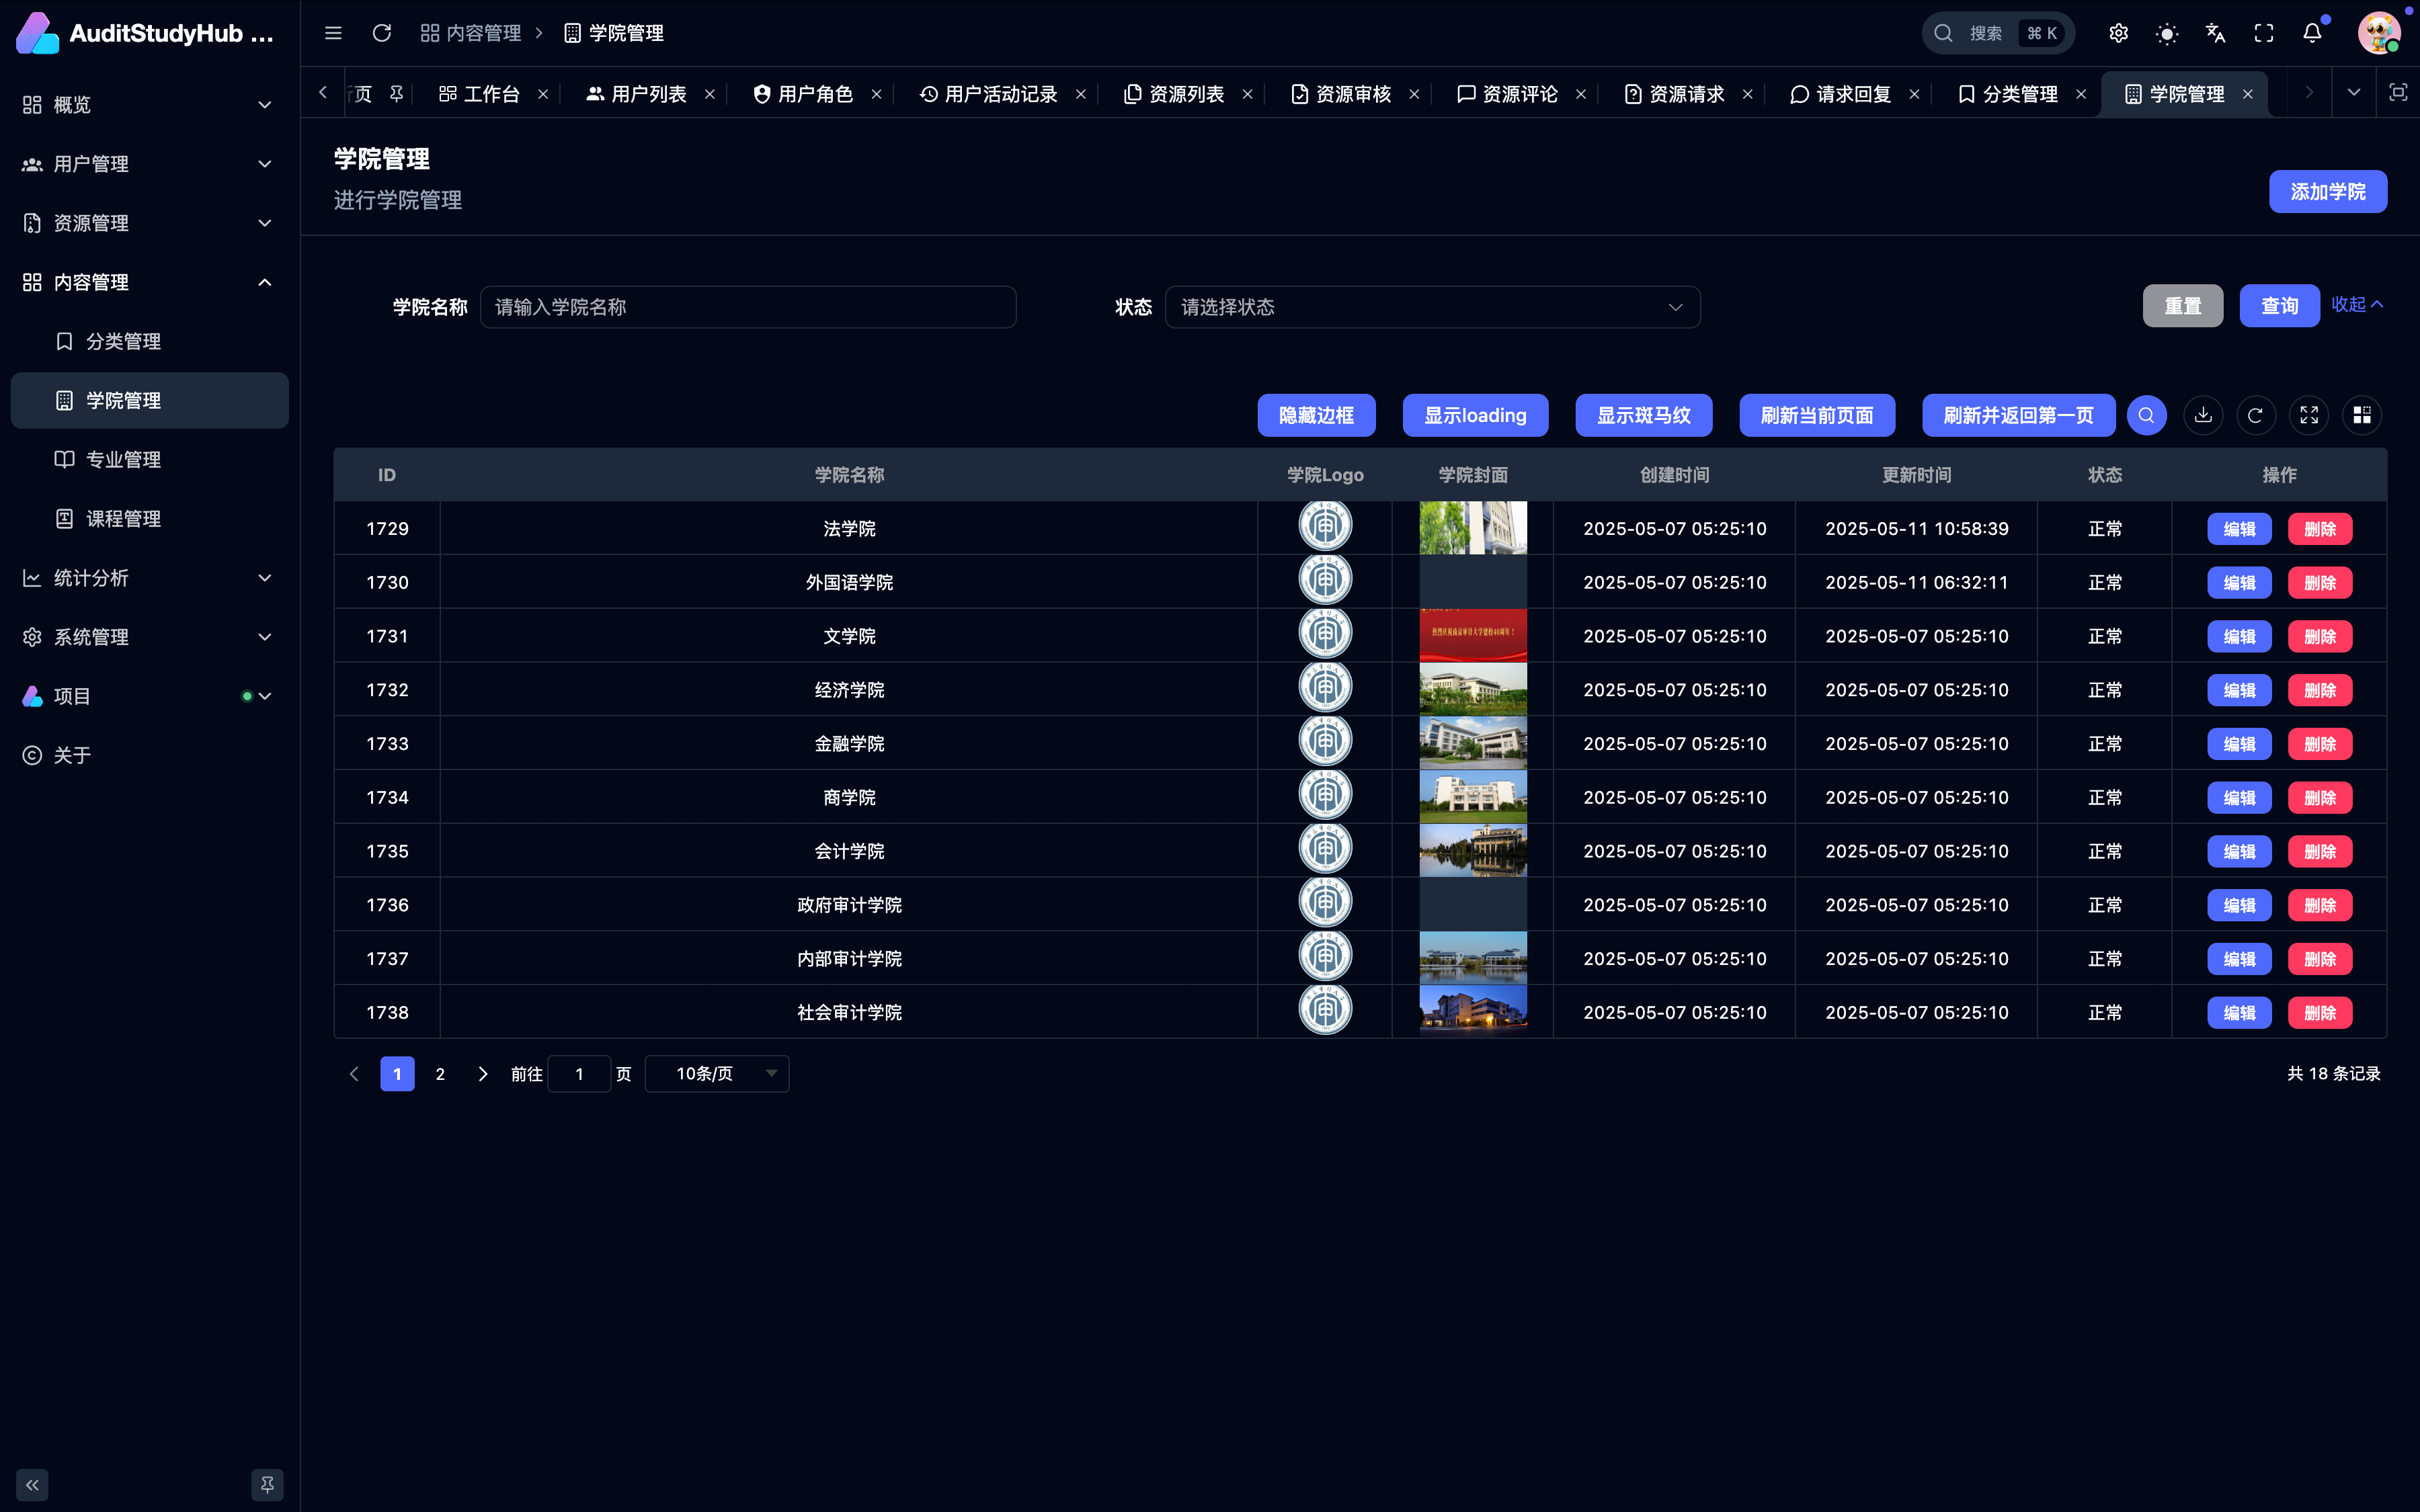 AuditStudyHub ...
内容管理
学院管理
搜索
⌘ K
概览
用户管理
资源管理
内容管理
分类管理
学院管理
专业管理
课程管理
统计分析
系统管理
项目
关于
页
工作台
用户列表
用户角色
用户活动记录
资源列表
资源审核
资源评论
资源请求
请求回复
分类管理
学院管理
学院管理
进行学院管理
添加学院
学院名称
请输入学院名称
状态
请选择状态
重置
查询
收起
隐藏边框
显示loading
显示斑马纹
刷新当前页面
刷新并返回第一页
ID 学院名称 学院Logo 学院封面 创建时间 更新时间 状态 操作
1729 法学院 2025-05-07 05:25:10 2025-05-11 10:58:39 正常 编辑 删除
1730 外国语学院 2025-05-07 05:25:10 2025-05-11 06:32:11 正常 编辑 删除
1731 文学院 热烈庆祝南京审计大学建校40周年！ 2025-05-07 05:25:10 2025-05-07 05:25:10 正常 编辑 删除
1732 经济学院 2025-05-07 05:25:10 2025-05-07 05:25:10 正常 编辑 删除
1733 金融学院 2025-05-07 05:25:10 2025-05-07 05:25:10 正常 编辑 删除
1734 商学院 2025-05-07 05:25:10 2025-05-07 05:25:10 正常 编辑 删除
1735 会计学院 2025-05-07 05:25:10 2025-05-07 05:25:10 正常 编辑 删除
1736 政府审计学院 2025-05-07 05:25:10 2025-05-07 05:25:10 正常 编辑 删除
1737 内部审计学院 2025-05-07 05:25:10 2025-05-07 05:25:10 正常 编辑 删除
1738 社会审计学院 2025-05-07 05:25:10 2025-05-07 05:25:10 正常 编辑 删除
1 2 前往 1 页 10条/页 共 18 条记录